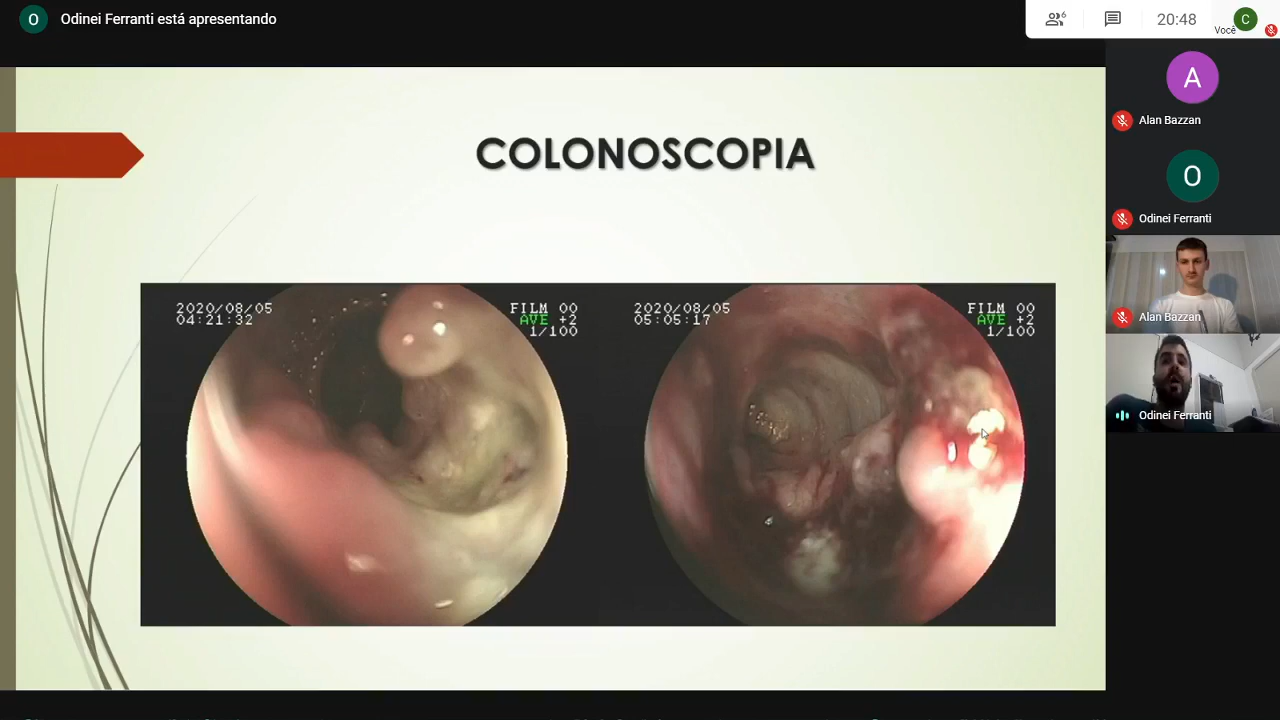 O
Odinei Ferranti está apresentando
6
20:48
Você
C
A
Alan Bazzan
O
Odinei Ferranti
Alan Bazzan
Odinei Ferranti
COLONOSCOPIA
2020/08/05
04:21:32
FILM 00
AVE +2
1/100
2020/08/05
05:05:17
FILM 00
AVE +2
1/100